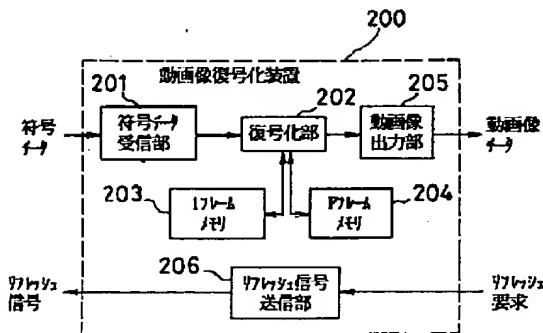 200
動画像復号化装置
201
202
205
符号
データ
符号データ
受信部
復号化部
動画像
出力部
動画像
データ
203
Iフレーム
メモリ
Pフレーム
メモリ
204
206
リフレッシュ
信号
リフレッシュ信号
送信部
リフレッシュ
要求